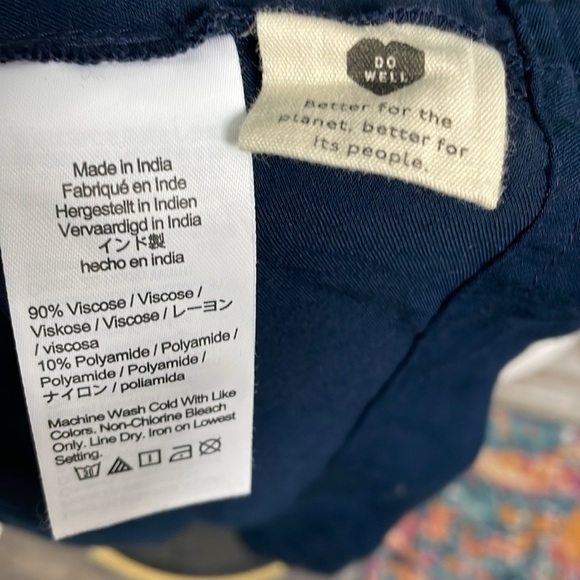 DO
WELL
Better for the
planet, better for
its people.
Made in India
Fabriqué en Inde
Hergestellt in Indien
Vervaardigd in India
インド製
hecho en india
90% Viscose / Viscose /
Viskose / Viscose / レーヨン
/ viscosa
10% Polyamide / Polyamide /
Polyamide / Polyamide /
ナイロン / poliamida
Machine Wash Cold With Like
Colors. Non-Chlorine Bleach
Only. Line Dry. Iron on Lowest
Setting.